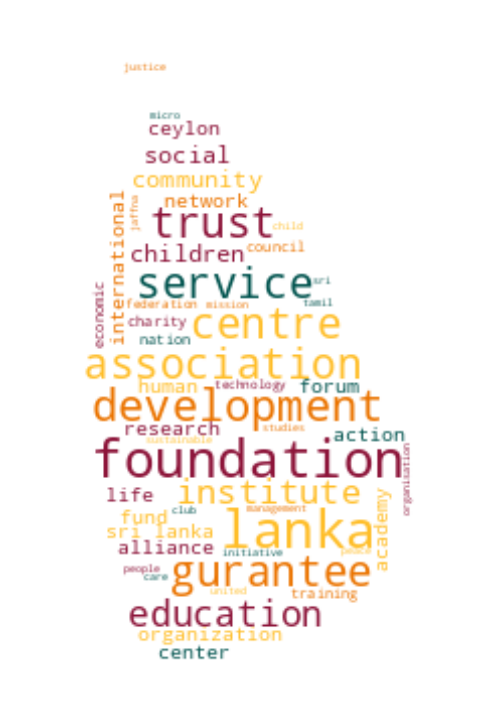 justice
micro
ceylon
social
community
network
international
jaffna
trust
child
children
council
service
sri
economic
federation
mission
tamil
charity
centre
nation
association
human
technology
forum
development
research
studies
action
sustainable
foundation
organisation
life
institute
club
management
fund
lanka
academy
sri lanka
alliance
initiative
peace
people
care
gurantee
united
training
education
organization
center